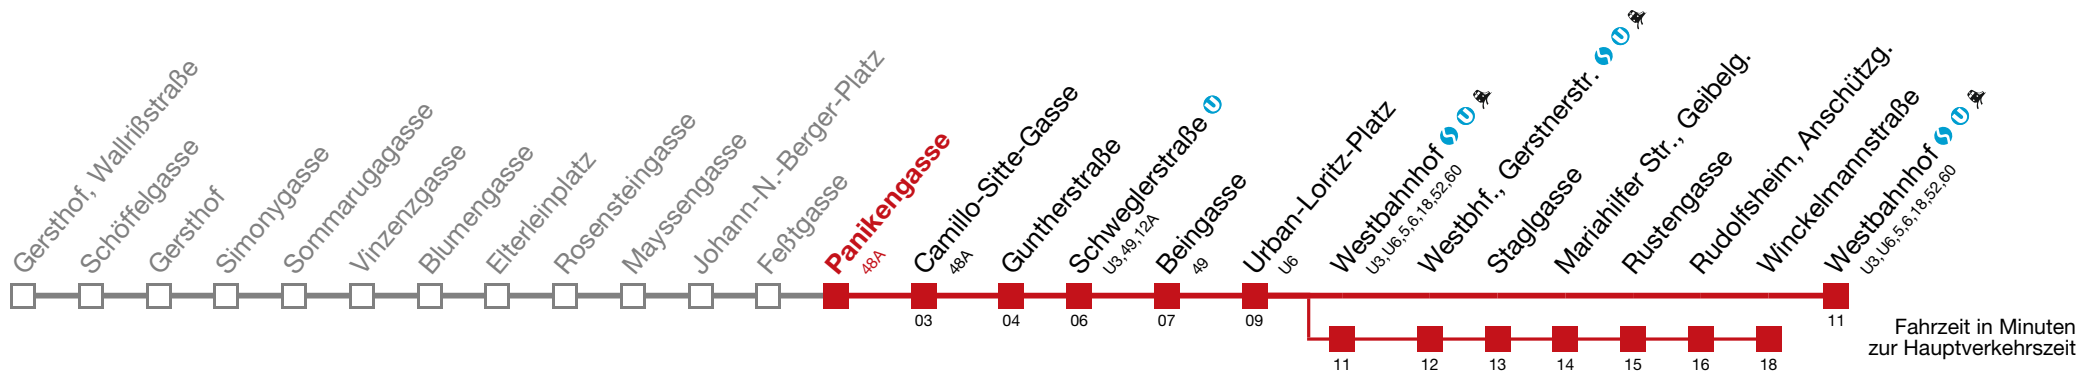 Gersthof, Wallrißstraße
Schöffelgasse
Gersthof
Simonygasse
Sommarugagasse
Vinzenzgasse
Blumengasse
Elterleinplatz
Rosensteingasse
Mayssengasse
Johann-N.-Berger-Platz
Feßtgasse
Panikengasse
48A
Camillo-Sitte-Gasse
48A
Guntherstraße
Schweglerstraße U
U3,49,12A
Beingasse
49
Urban-Loritz-Platz
U6
Westbahnhof U
U3,U6,5,6,18,52,60
Westbhf., Gerstnerstr. U
Staglgasse
Mariahilfer Str., Geibelg.
Rustengasse
Rudolfsheim, Anschützg.
Winckelmannstraße
Westbahnhof U
U3,U6,5,6,18,52,60
03 04 06 07 09 11
11 12 13 14 15 16 18
Fahrzeit in Minuten
zur Hauptverkehrszeit